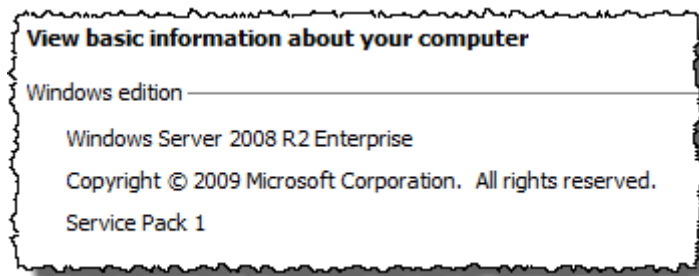 View basic information about your computer
Windows edition
Windows Server 2008 R2 Enterprise
Copyright © 2009 Microsoft Corporation.  All rights reserved.
Service Pack 1